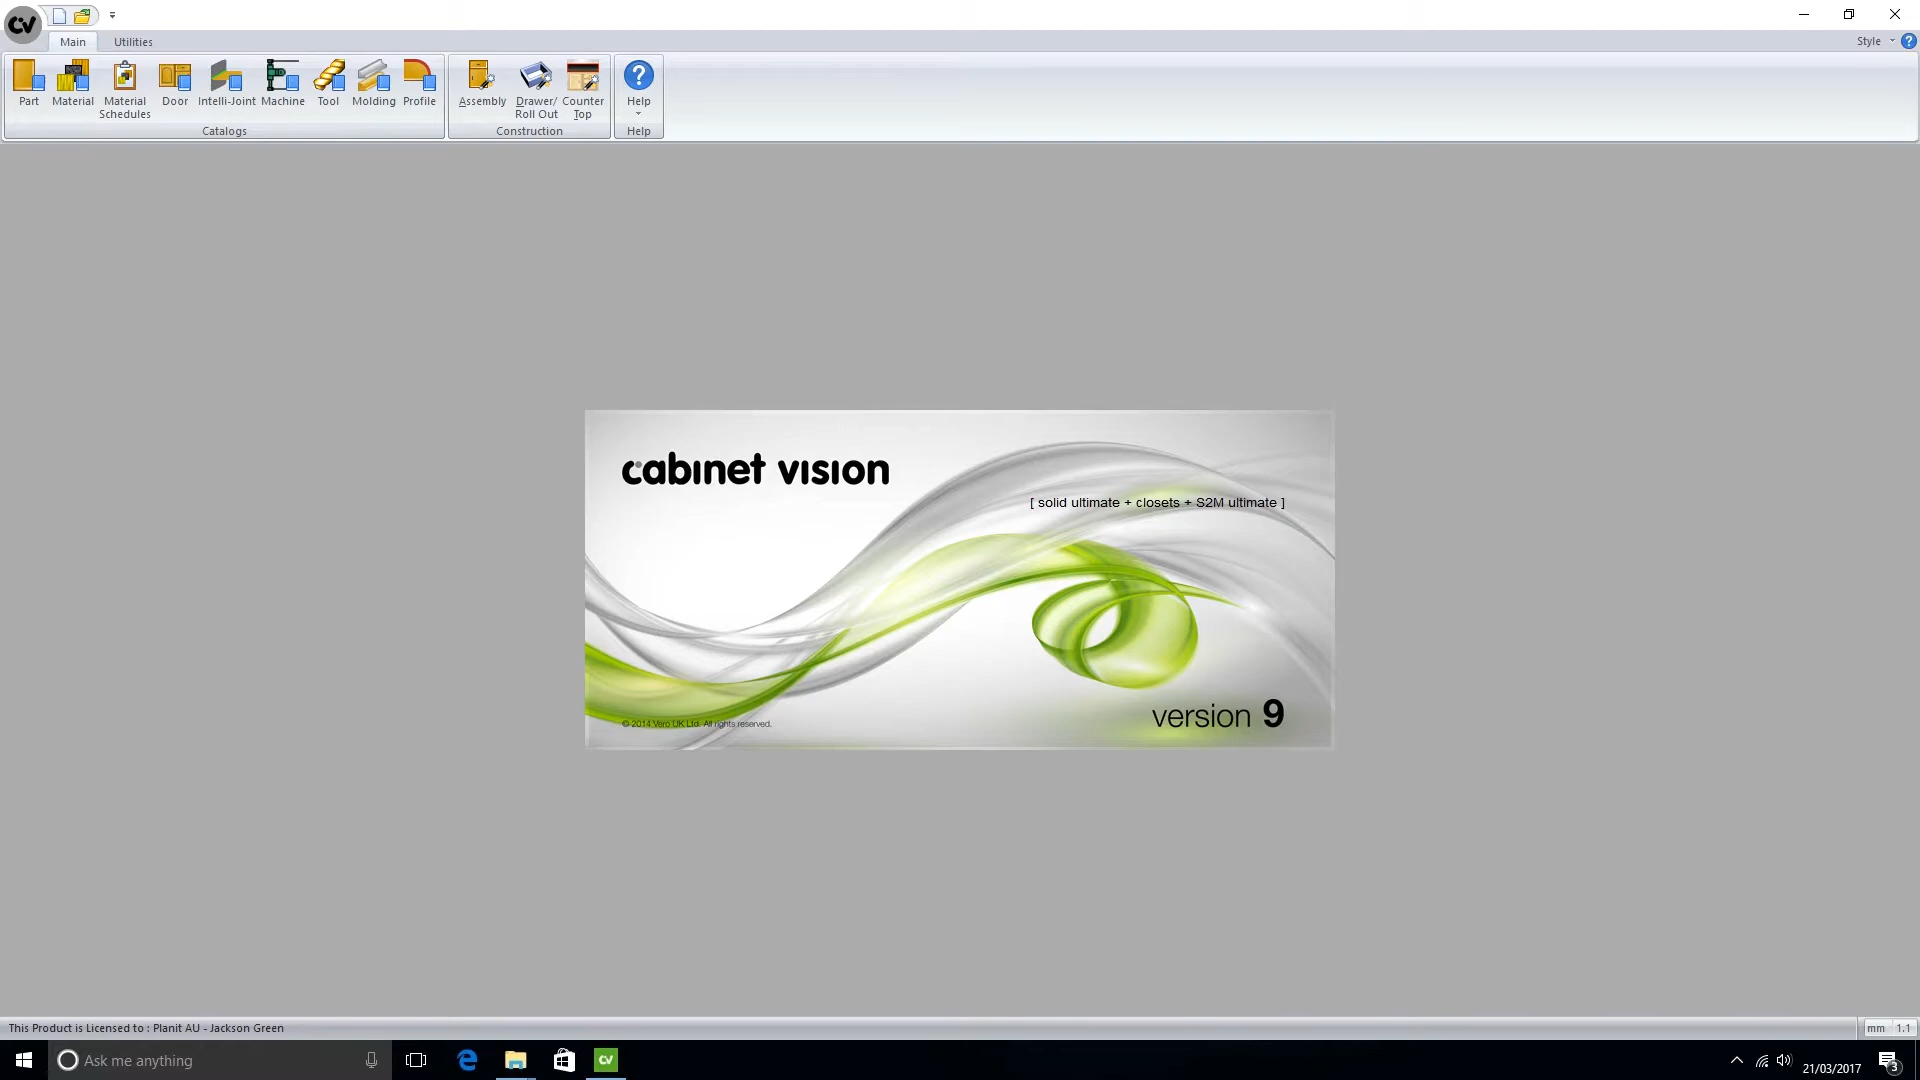 CV
Main Utilities Style ?
Part Material Material Schedules Door Intelli-Joint Machine Tool Molding Profile Assembly Drawer/ Roll Out Counter Top ? Help
Catalogs Construction Help
cabinet vision
[ solid ultimate + closets + S2M ultimate ]
© 2014 Vero UK Ltd. All rights reserved.
version 9
This Product is Licensed to : Planit AU - Jackson Green mm 1.1
Ask me anything CV 21/03/2017 3